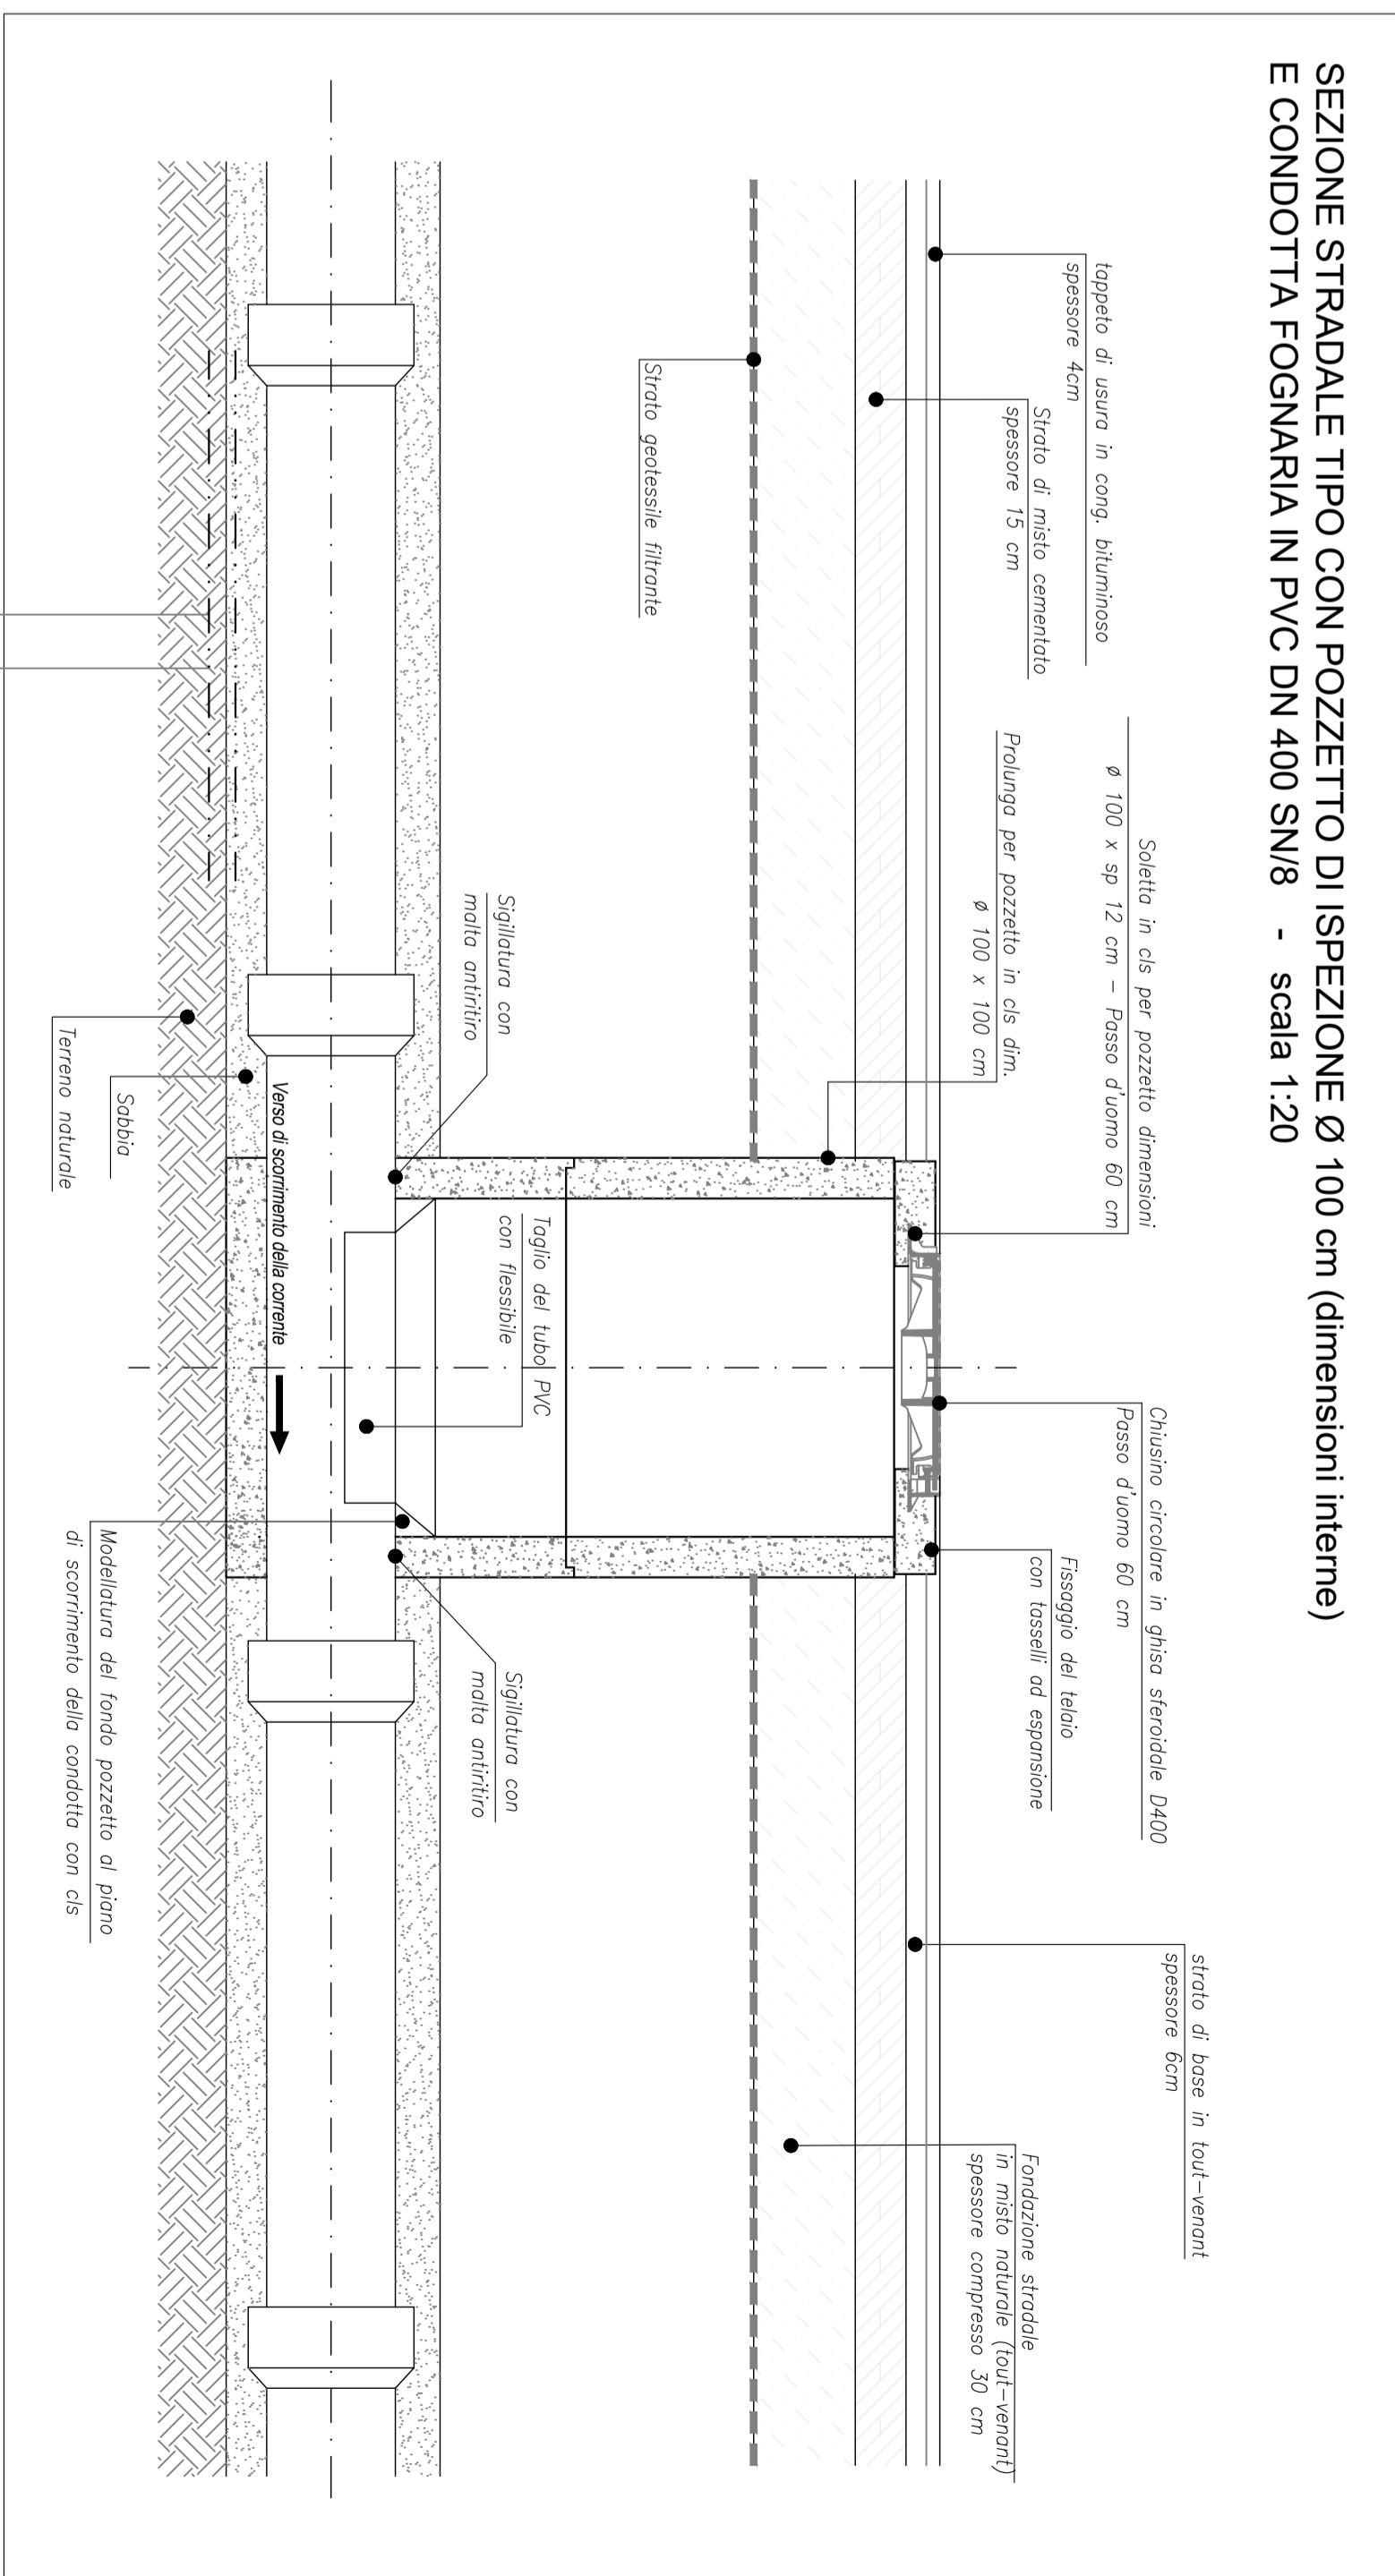 SEZIONE STRADALE TIPO CON POZZETTO DI ISPEZIONE Ø 100 cm (dimensioni interne)
E CONDOTTA FOGNARIA IN PVC DN 400 SN/8 - scala 1:20
tappeto di usura in cong. bituminoso
spessore 4cm
Strato di misto cementato
spessore 15 cm
Strato geotessile filtrante
Soletta in cls per pozzetto dimensioni
ø 100 x sp 12 cm – Passo d'uomo 60 cm
Prolunga per pozzetto in cls dim.
ø 100 x 100 cm
Chiusino circolare in ghisa sferoidale D400
Passo d'uomo 60 cm
Fissaggio del telaio
con tasselli ad espansione
strato di base in tout–venant
spessore 6cm
Fondazione stradale
in misto naturale (tout–venant)
spessore compresso 30 cm
Sigillatura con
malta antiritiro
Taglio del tubo PVC
con flessibile
Sigillatura con
malta antiritiro
Verso di scorrimento della corrente
Sabbia
Terreno naturale
Modellatura del fondo pozzetto al piano
di scorrimento della condotta con cls